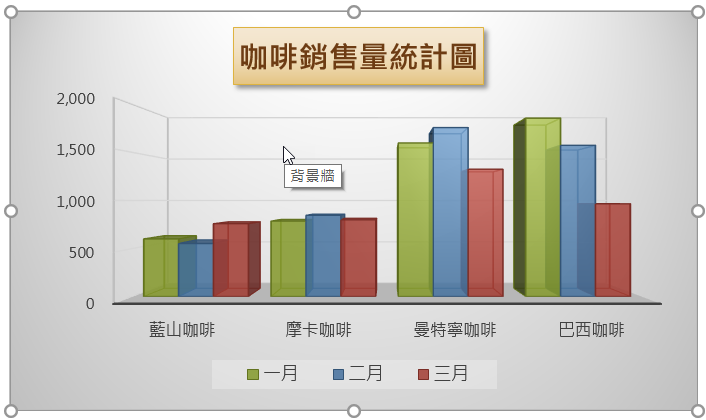 咖啡銷售量統計圖
2,000
1,500
1,000
500
0
背景牆
藍山咖啡 摩卡咖啡 曼特寧咖啡 巴西咖啡
一月 二月 三月